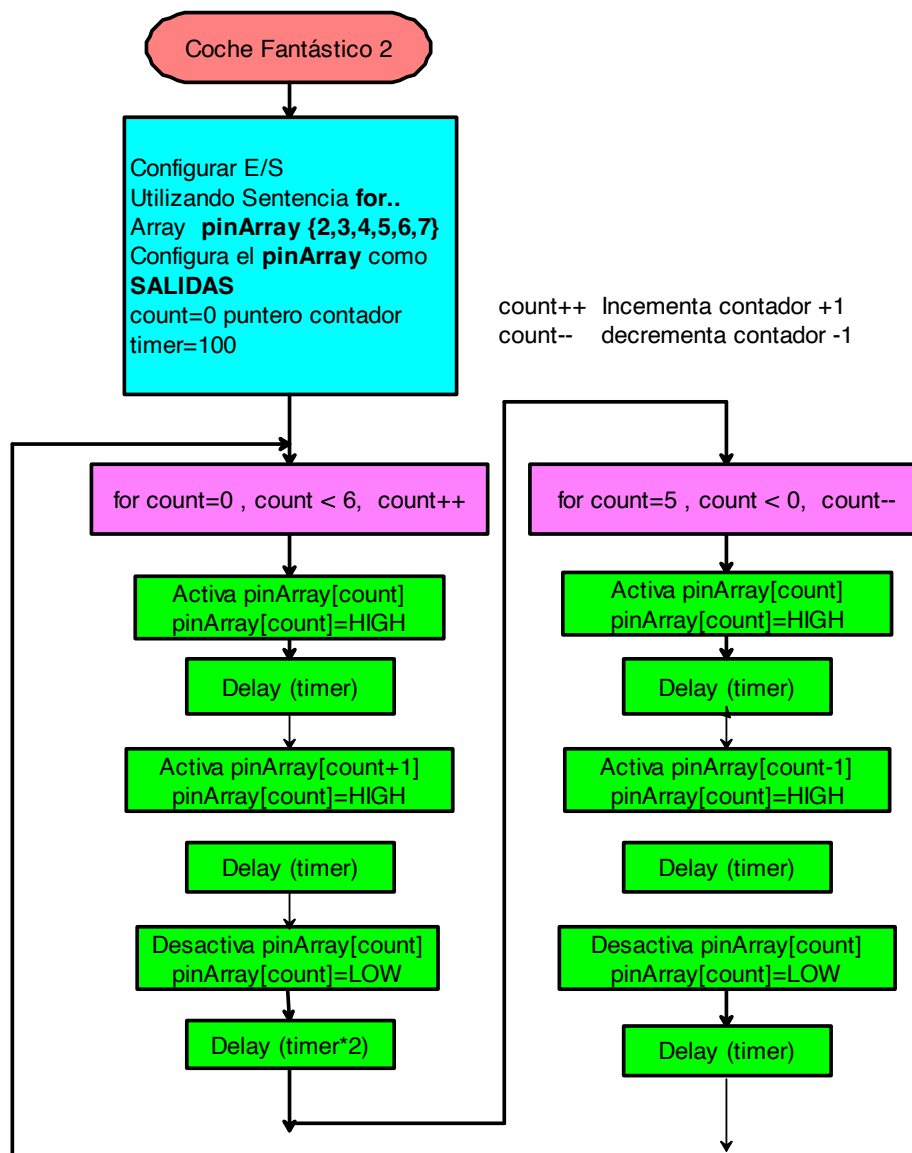 Coche Fantástico 2
Configurar E/S
Utilizando Sentencia for..
Array pinArray {2,3,4,5,6,7}
Configura el pinArray como
SALIDAS
count=0 puntero contador
timer=100
count++ Incementa contador +1
count-- decrementa contador -1
for count=0 , count < 6, count++
Activa pinArray[count]
pinArray[count]=HIGH
Delay (timer)
Activa pinArray[count+1]
pinArray[count]=HIGH
Delay (timer)
Desactiva pinArray[count]
pinArray[count]=LOW
Delay (timer*2)
for count=5 , count < 0, count--
Activa pinArray[count]
pinArray[count]=HIGH
Delay (timer)
Activa pinArray[count-1]
pinArray[count]=HIGH
Delay (timer)
Desactiva pinArray[count]
pinArray[count]=LOW
Delay (timer)